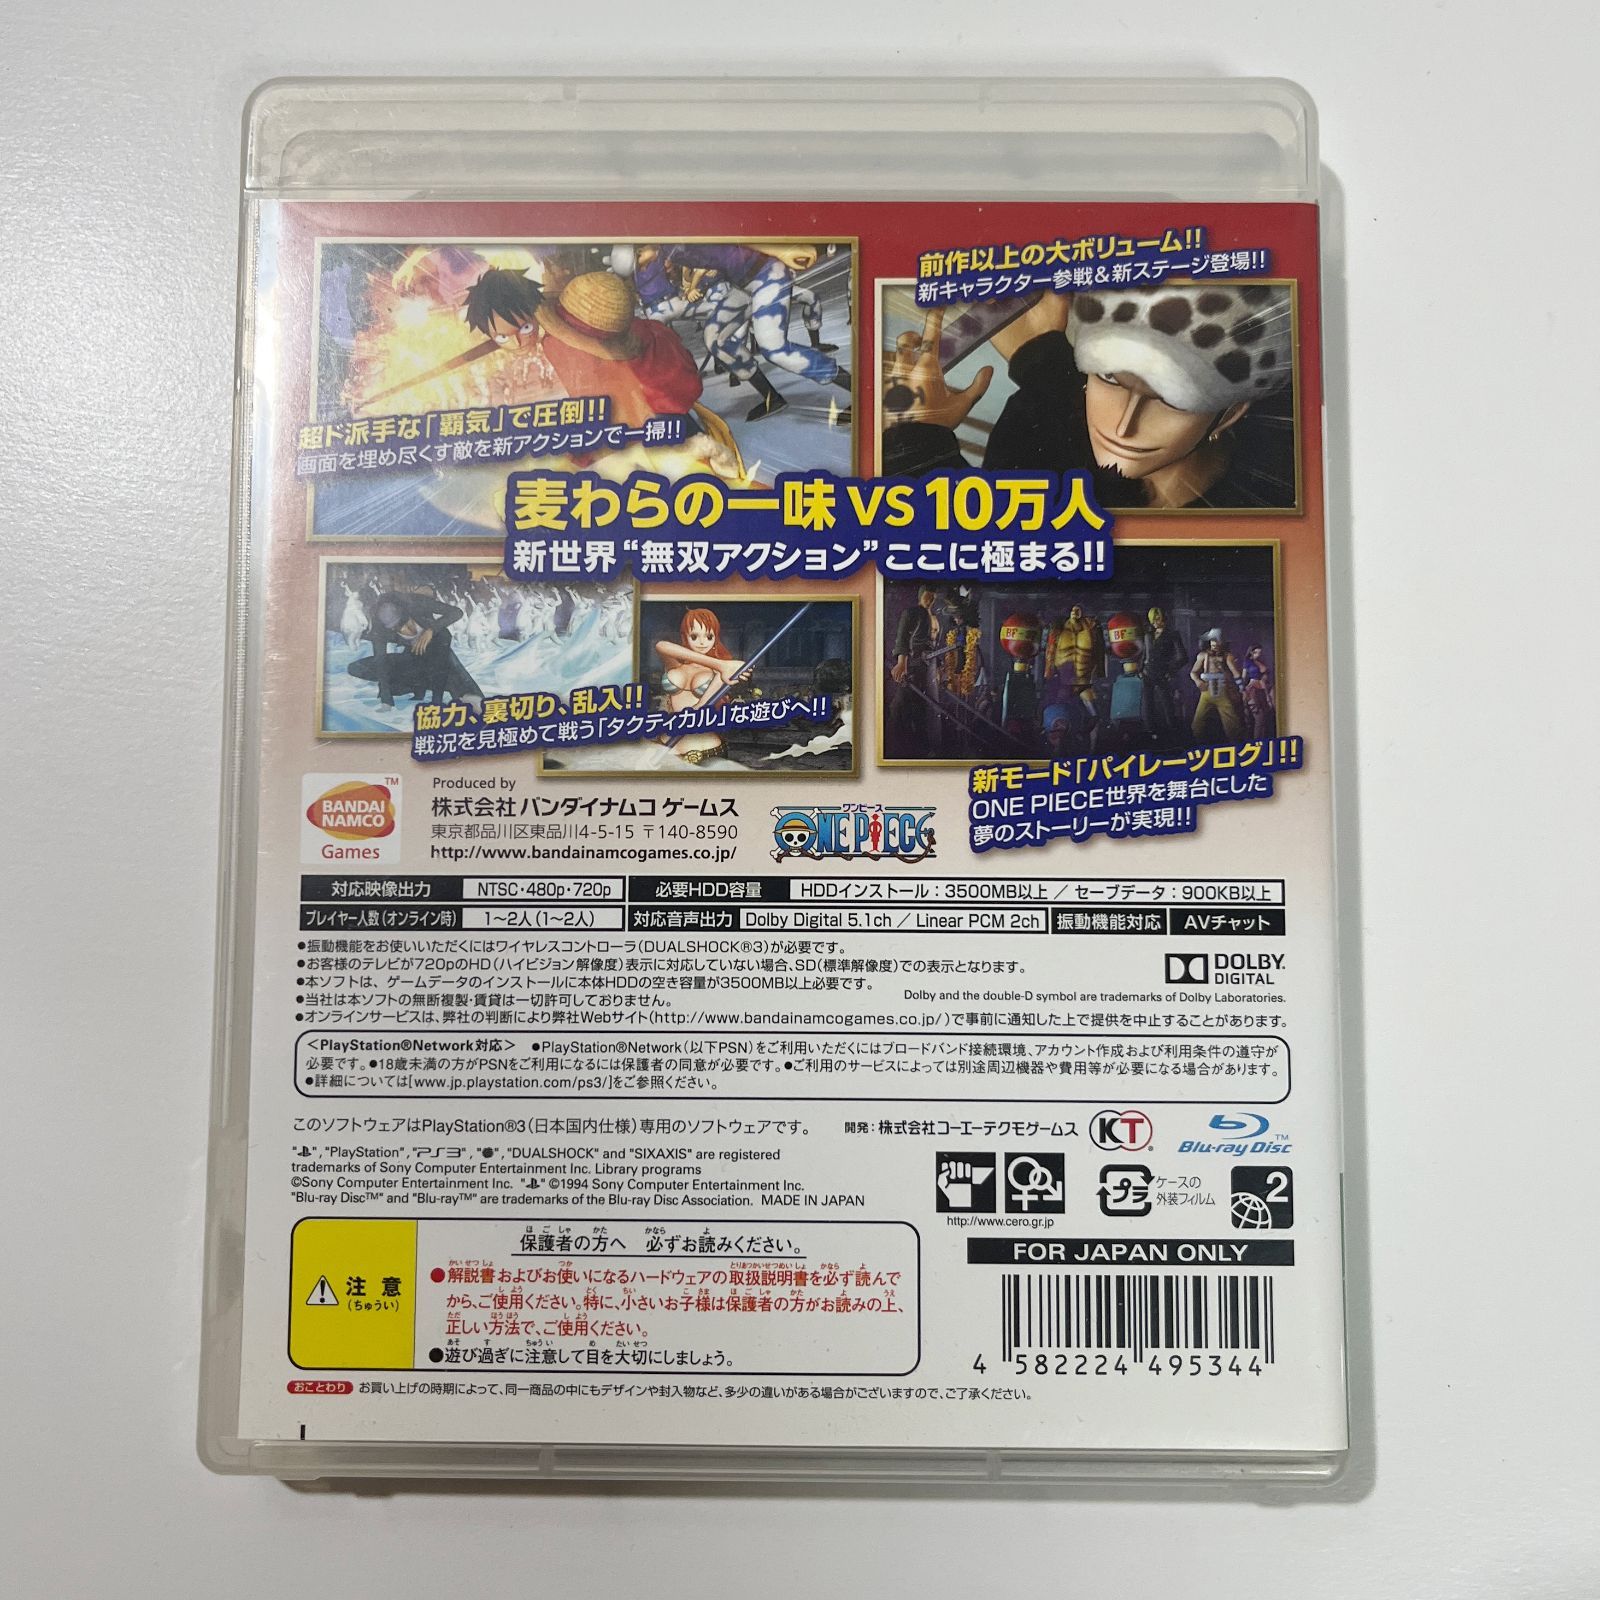 前作以上の大ボリューム!!
新キャラクター参戦&新ステージ登場!!
超ド派手な「覇気」で圧倒!!
画面を埋め尽くす敵を新アクションで一掃!!
麦わらの一味 VS 10万人
新世界“無双アクション”ここに極まる!!
協力、裏切り、乱入!!
戦況を見極めて戦う「タクティカル」な遊びへ!!
新モード「パイレーツログ」!!
ONE PIECE世界を舞台にした
夢のストーリーが実現!!
BANDAI
NAMCO
Games
TM
Produced by
株式会社 バンダイナムコ ゲームス
東京都品川区東品川4-5-15 〒140-8590
http://www.bandainamcogames.co.jp/
ワンピース
ONE PIECE
対応映像出力 NTSC・480p・720p 必要HDD容量 HDDインストール：3500MB以上 ／ セーブデータ：900KB以上
プレイヤー人数(オンライン時) 1〜2人(1〜2人) 対応音声出力 Dolby Digital 5.1ch ／ Linear PCM 2ch 振動機能対応 AVチャット
●振動機能をお使いいただくにはワイヤレスコントローラ(DUALSHOCK®3)が必要です。
●お客様のテレビが720pのHD(ハイビジョン解像度)表示に対応していない場合、SD(標準解像度)での表示となります。
●本ソフトは、ゲームデータのインストールに本体HDDの空き容量が3500MB以上必要です。
●当社は本ソフトの無断複製・賃貸は一切許可しておりません。
DOLBY
DIGITAL
Dolby and the double-D symbol are trademarks of Dolby Laboratories.
●オンラインサービスは、弊社の判断により弊社Webサイト(http://www.bandainamcogames.co.jp/)で事前に通知した上で提供を中止することがあります。
＜PlayStation®Network対応＞ ●PlayStation®Network(以下PSN)をご利用いただくにはブロードバンド接続環境、アカウント作成および利用条件の遵守が
必要です。●18歳未満の方がPSNをご利用になるには保護者の同意が必要です。●ご利用のサービスによっては別途周辺機器や費用等が必要になる場合があります。
●詳細については[www.jp.playstation.com/ps3/]をご参照ください。
このソフトウェアはPlayStation®3(日本国内仕様)専用のソフトウェアです。
開発：株式会社コーエーテクモゲームス
KT
Blu-ray Disc™
" ", "PlayStation", "PS3", " ", "DUALSHOCK" and "SIXAXIS" are registered
trademarks of Sony Computer Entertainment Inc. Library programs
©Sony Computer Entertainment Inc. " " ©1994 Sony Computer Entertainment Inc.
"Blu-ray Disc™" and "Blu-ray™" are trademarks of the Blu-ray Disc Association. MADE IN JAPAN
http://www.cero.gr.jp
プラ
ケースの
外装フィルム
2
FOR JAPAN ONLY
注意
(ちゅうい)
保護者の方へ 必ずお読みください。
●解説書およびお使いになるハードウェアの取扱説明書を必ず読んで
から、ご使用ください。特に、小さいお子様は保護者の方がお読みの上、
正しい方法で、ご使用ください。
●遊び過ぎに注意して目を大切にしましょう。
4 582224 495344
おことわり お買い上げの時期によって、同一商品の中にもデザインや封入物など、多少の違いがある場合がございますので、ご了承ください。